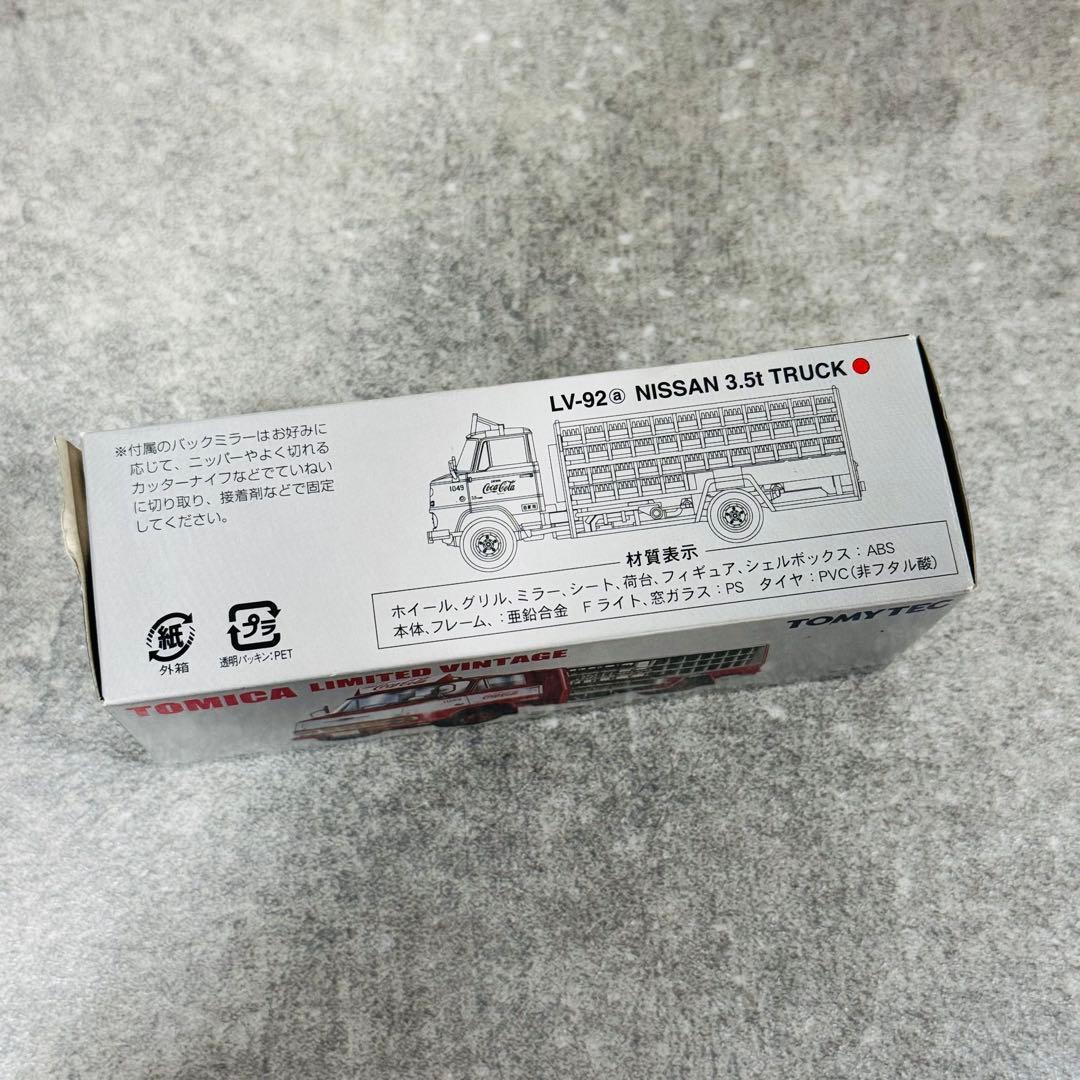 LV-92ⓐ NISSAN 3.5t TRUCK
※付属のバックミラーはお好みに
応じて、ニッパーやよく切れる
カッターナイフなどでていねい
に切り取り、接着剤などで固定
してください。
1049
Coca-Cola
材質表示
ホイール、グリル、ミラー、シート、荷台、フィギュア、シェルボックス：ABS
本体、フレーム、：亜鉛合金 Fライト、窓ガラス：PS タイヤ：PVC（非フタル酸）
紙
外箱
プラ
透明パッキン：PET
TOMYTEC
TOMICA LIMITED VINTAGE
Coca-Cola